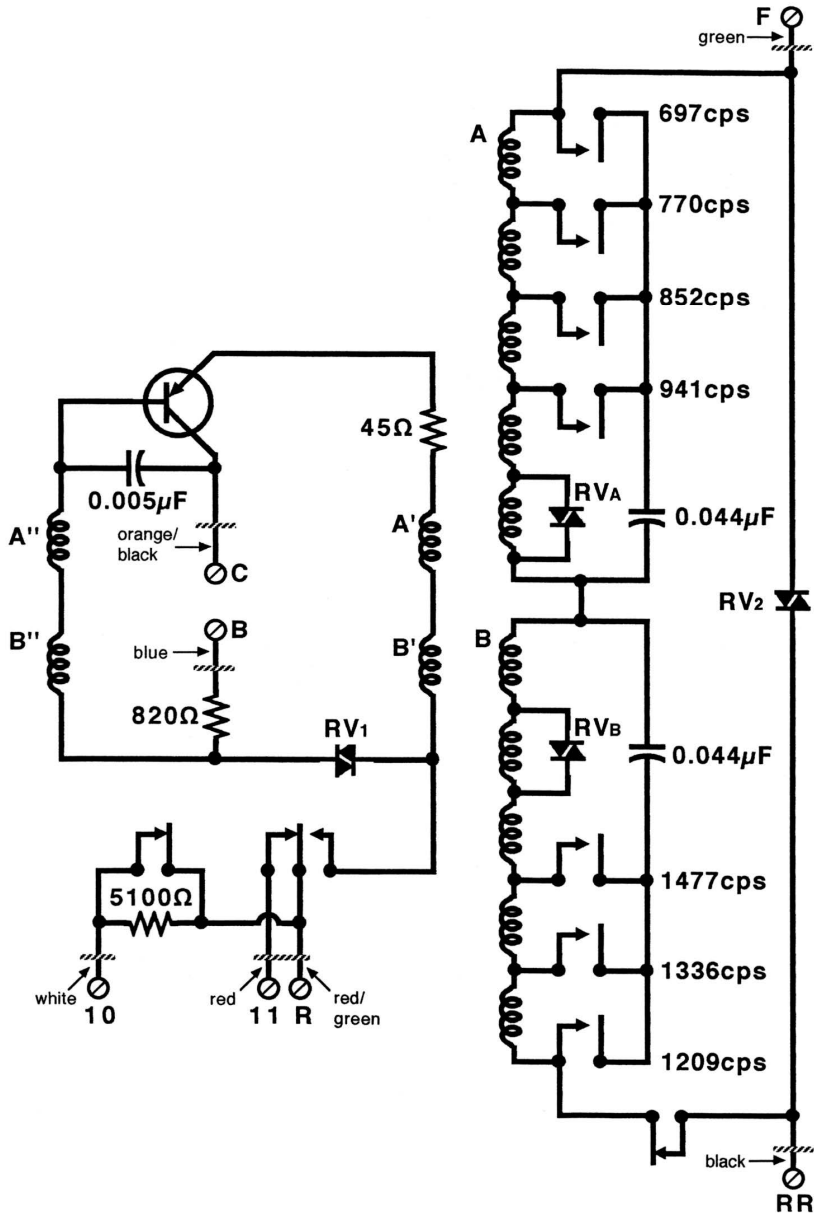 F
green
697cps
A
770cps
852cps
941cps
45Ω
RVA
0.005µF
0.044µF
A''
orange/
black
A'
C
RV2
B
B''
blue
B'
B
820Ω
RV1
RVB
0.044µF
5100Ω
1477cps
1336cps
white
10
red
11
R
red/
green
1209cps
black
RR